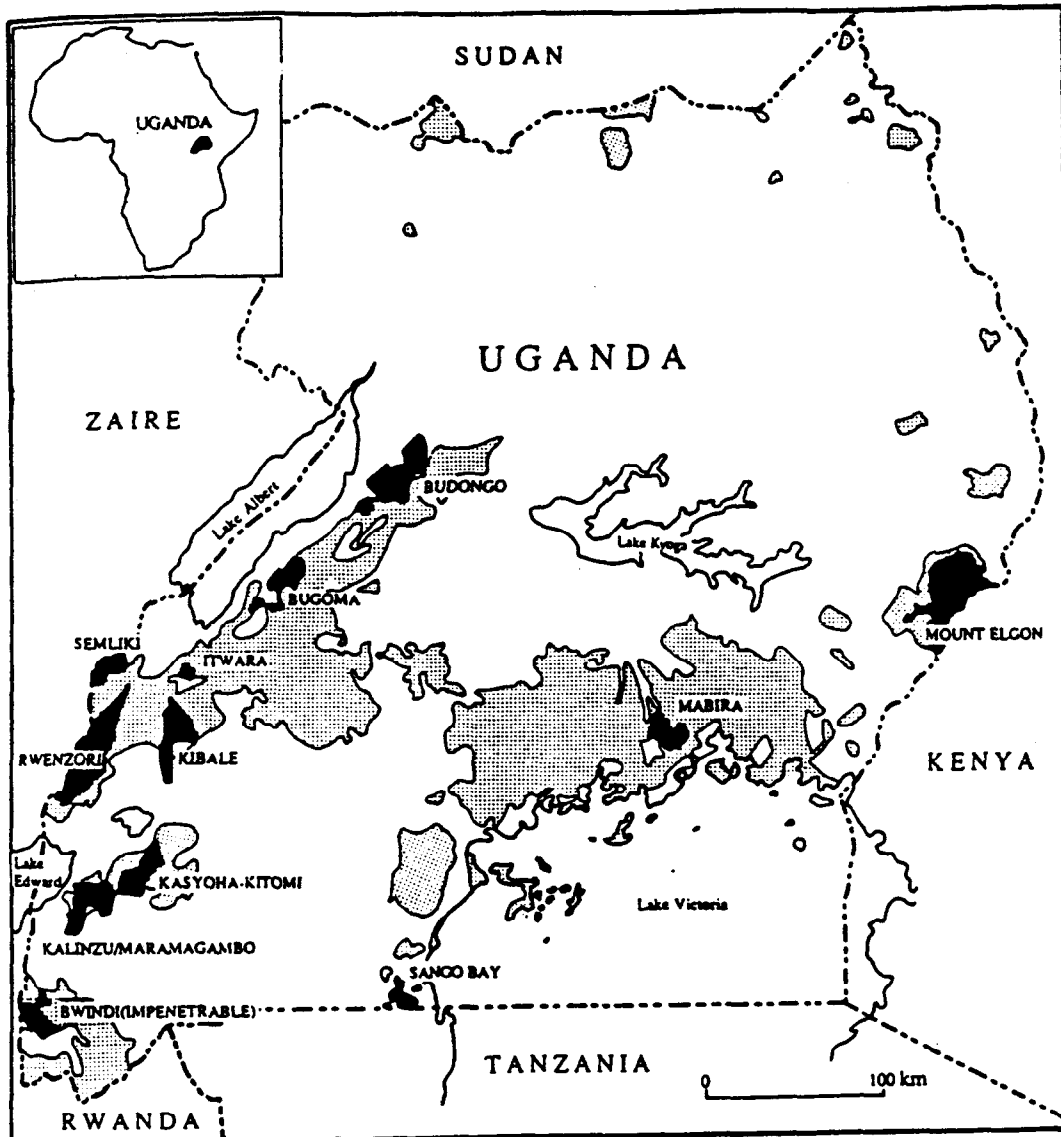 SUDAN
UGANDA
UGANDA
ZAIRE
Lake Albert
BUDONGO
Lake Kyoga
BUGOMA
SEMLIKI
ITWARA
MOUNT ELGON
MABIRA
RWENZORI
KIBALE
KENYA
Lake
Edward
KASYOHA-KITOMI
Lake Victoria
KALINZU/MARAMAGAMBO
SANGO BAY
BWINDI(IMPENETRABLE)
TANZANIA
0 100 km
RWANDA